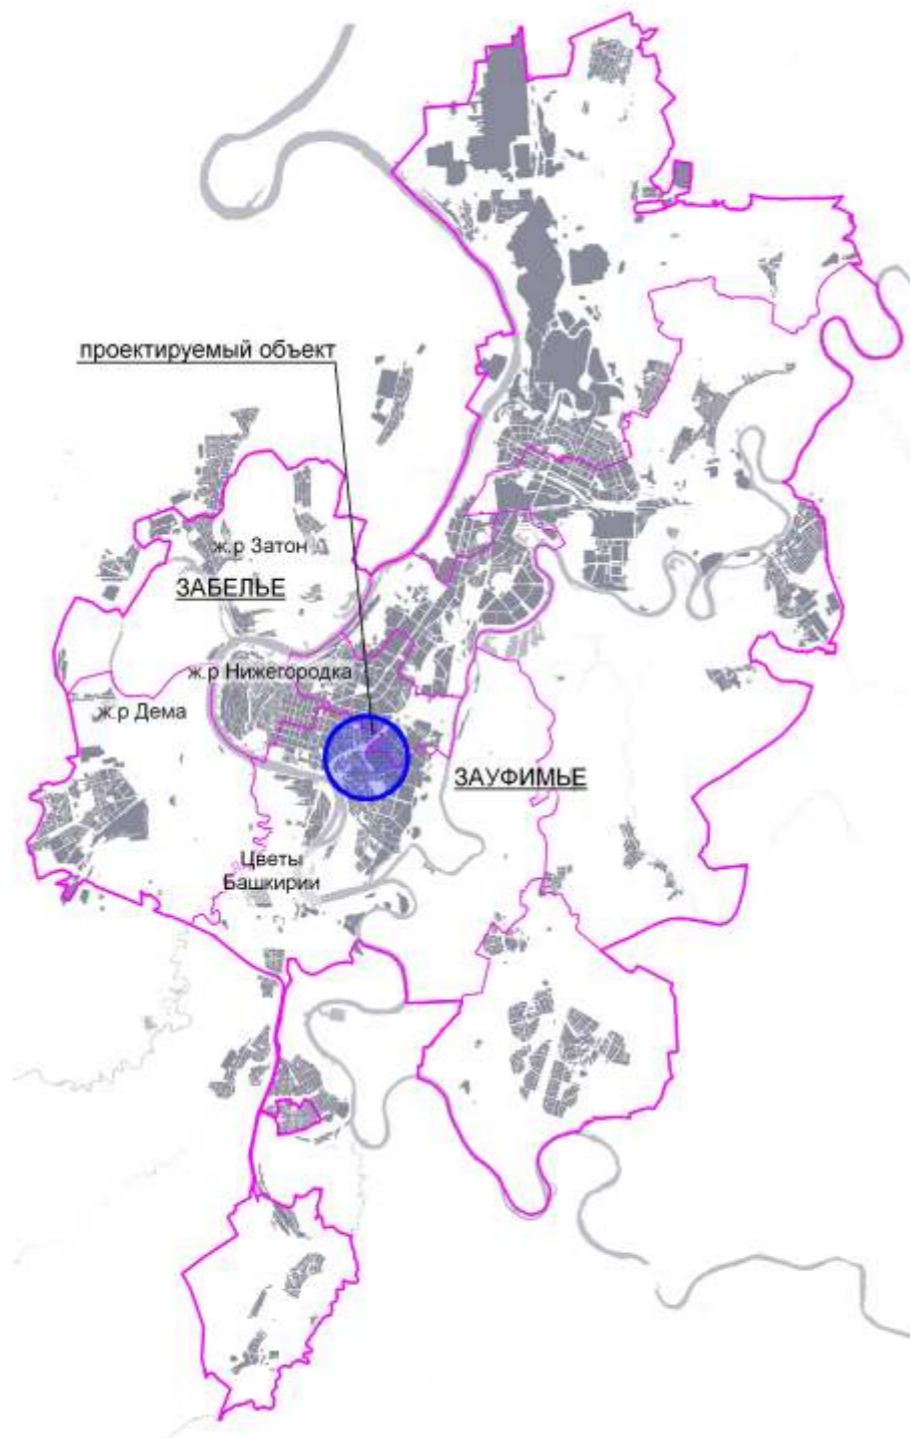 проектируемый объект
ж.р Затон
ЗАБЕЛЬЕ
ж.р Нижегородка
ж.р Дема
ЗАУФИМЬЕ
Цветы
Башкирии